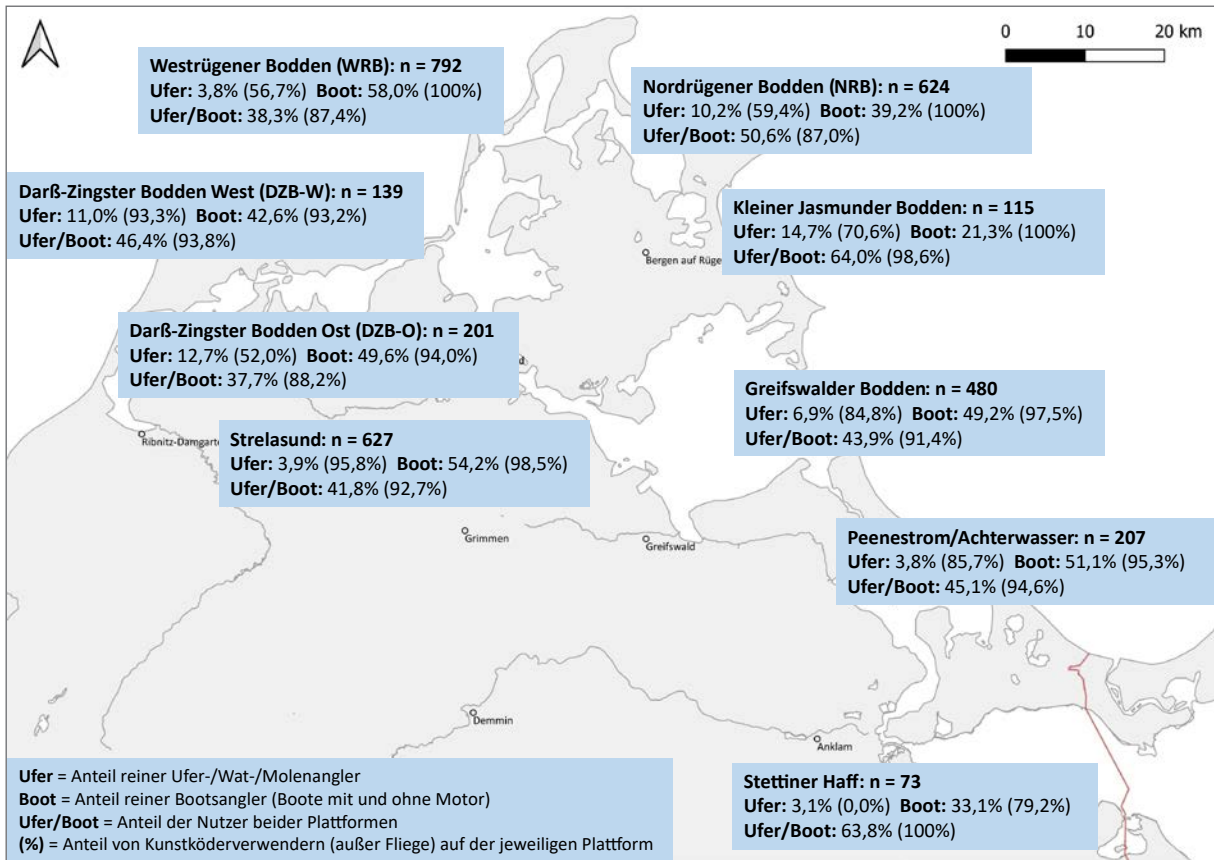 0 10 20 km
Westrügener Bodden (WRB): n = 792
Ufer: 3,8% (56,7%) Boot: 58,0% (100%)
Ufer/Boot: 38,3% (87,4%)
Nordrügener Bodden (NRB): n = 624
Ufer: 10,2% (59,4%) Boot: 39,2% (100%)
Ufer/Boot: 50,6% (87,0%)
Darß-Zingster Bodden West (DZB-W): n = 139
Ufer: 11,0% (93,3%) Boot: 42,6% (93,2%)
Ufer/Boot: 46,4% (93,8%)
Kleiner Jasmunder Bodden: n = 115
Ufer: 14,7% (70,6%) Boot: 21,3% (100%)
Ufer/Boot: 64,0% (98,6%)
Bergen auf Rüge
Darß-Zingster Bodden Ost (DZB-O): n = 201
Ufer: 12,7% (52,0%) Boot: 49,6% (94,0%)
Ufer/Boot: 37,7% (88,2%)
d
Greifswalder Bodden: n = 480
Ufer: 6,9% (84,8%) Boot: 49,2% (97,5%)
Ufer/Boot: 43,9% (91,4%)
Ribnitz-Damgarte
Strelasund: n = 627
Ufer: 3,9% (95,8%) Boot: 54,2% (98,5%)
Ufer/Boot: 41,8% (92,7%)
Grimmen
Greifswald
Peenestrom/Achterwasser: n = 207
Ufer: 3,8% (85,7%) Boot: 51,1% (95,3%)
Ufer/Boot: 45,1% (94,6%)
Demmin
Anklam
Stettiner Haff: n = 73
Ufer: 3,1% (0,0%) Boot: 33,1% (79,2%)
Ufer/Boot: 63,8% (100%)
Ufer = Anteil reiner Ufer-/Wat-/Molenangler
Boot = Anteil reiner Bootsangler (Boote mit und ohne Motor)
Ufer/Boot = Anteil der Nutzer beider Plattformen
(%) = Anteil von Kunstköderverwendern (außer Fliege) auf der jeweiligen Plattform